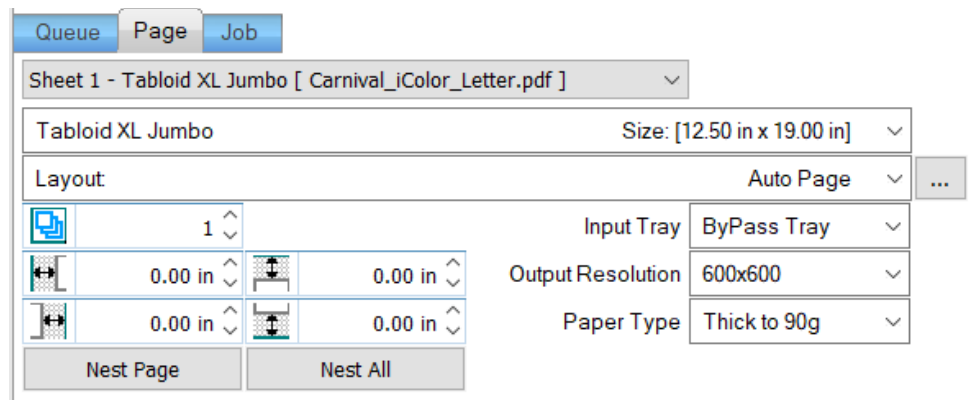 Queue Page Job
Sheet 1 - Tabloid XL Jumbo [ Carnival_iColor_Letter.pdf ]
Tabloid XL Jumbo Size: [12.50 in x 19.00 in]
Layout: Auto Page ...
1 Input Tray ByPass Tray
0.00 in 0.00 in Output Resolution 600x600
0.00 in 0.00 in Paper Type Thick to 90g
Nest Page Nest All